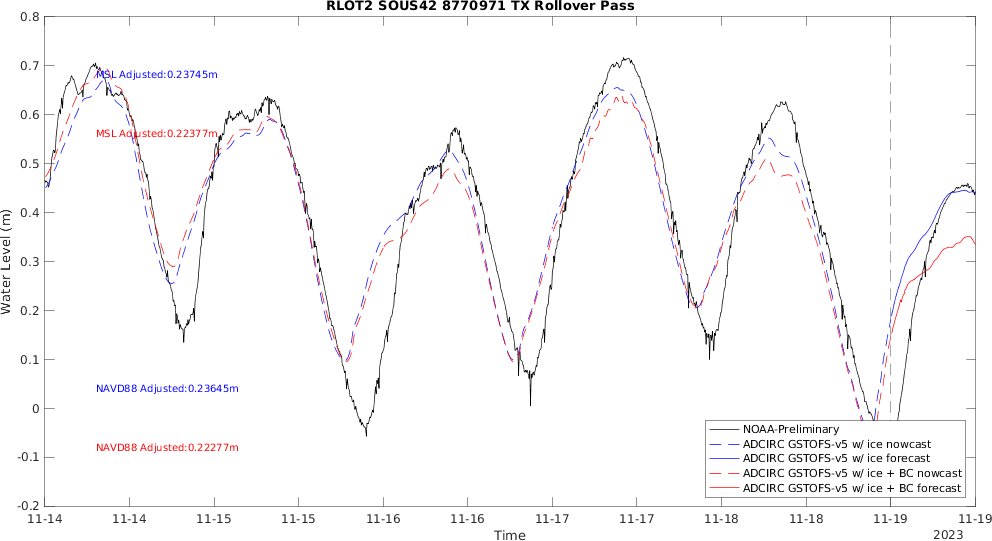 RLOT2 SOUS42 8770971 TX Rollover Pass
0.8
0.7
0.6
0.5
0.4
0.3
0.2
0.1
0
-0.1
-0.2
Water Level (m)
MSL Adjusted:0.23745m
MSL Adjusted:0.22377m
NAVD88 Adjusted:0.23645m
NAVD88 Adjusted:0.22277m
NOAA-Preliminary
ADCIRC GSTOFS-v5 w/ ice nowcast
ADCIRC GSTOFS-v5 w/ ice forecast
ADCIRC GSTOFS-v5 w/ ice + BC nowcast
ADCIRC GSTOFS-v5 w/ ice + BC forecast
11-14 11-14 11-15 11-15 11-16 11-16 11-17 11-17 11-18 11-18 11-19 11-19
Time
2023